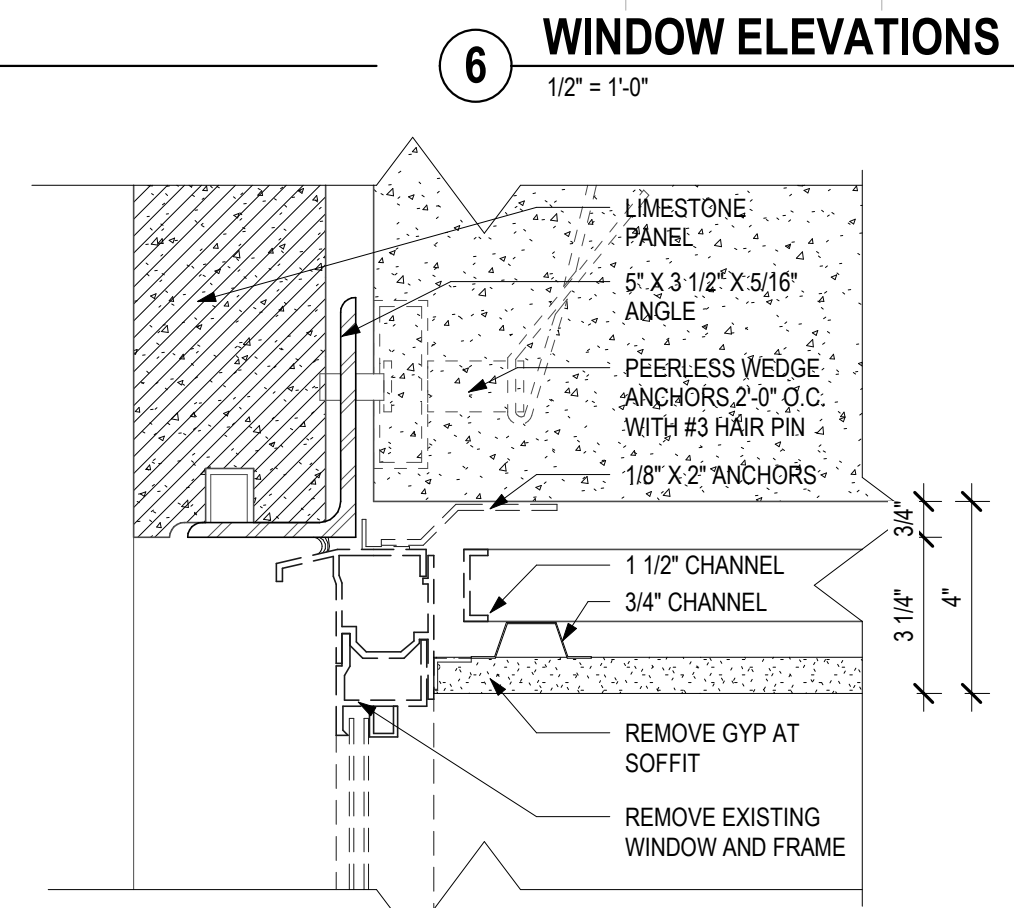 6
WINDOW ELEVATIONS
1/2" = 1'-0"
LIMESTONE
PANEL
5" X 3 1/2" X 5/16"
ANGLE
PEERLESS WEDGE
ANCHORS 2'-0" O.C.
WITH #3 HAIR PIN
1/8" X 2" ANCHORS
3/4"
1 1/2" CHANNEL
3/4" CHANNEL
3 1/4"
4"
REMOVE GYP AT
SOFFIT
REMOVE EXISTING
WINDOW AND FRAME